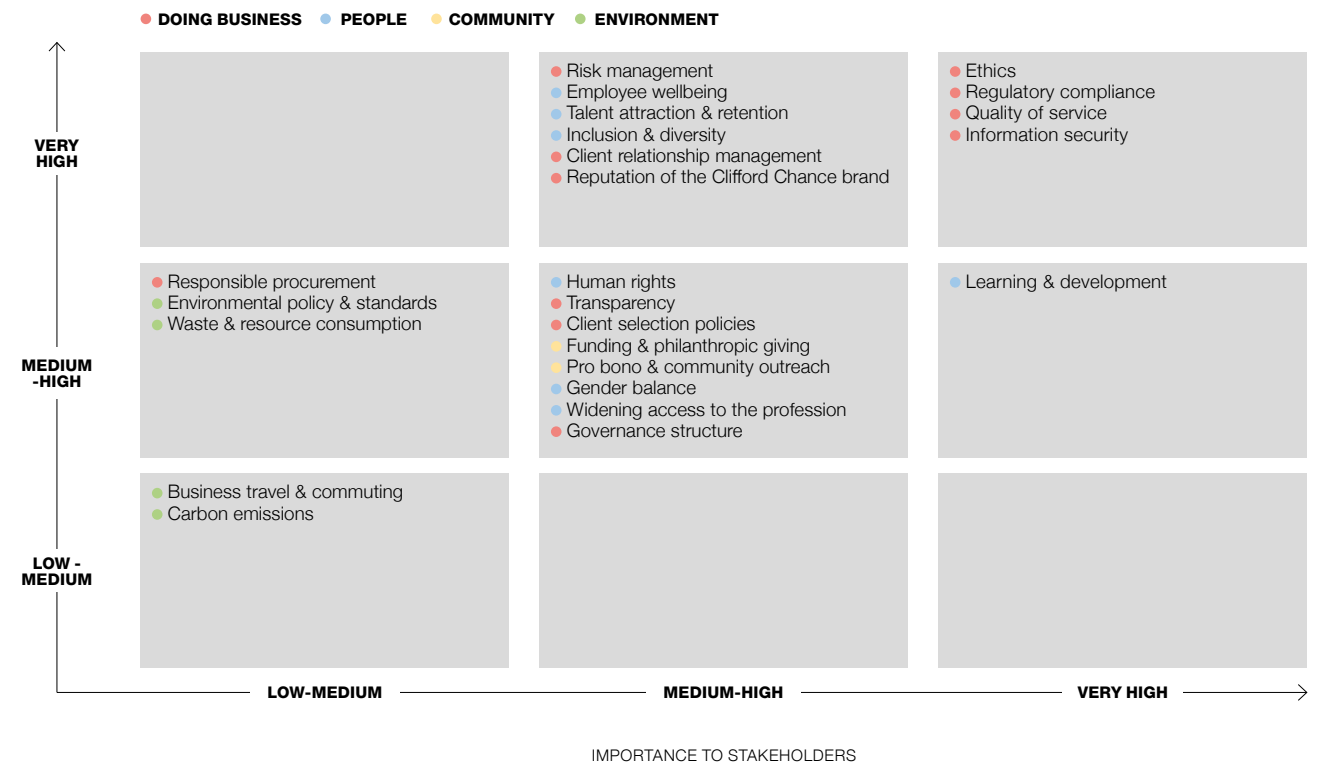 DOING BUSINESS PEOPLE COMMUNITY ENVIRONMENT
VERY
HIGH
Risk management
Employee wellbeing
Talent attraction & retention
Inclusion & diversity
Client relationship management
Reputation of the Clifford Chance brand
Ethics
Regulatory compliance
Quality of service
Information security
MEDIUM
-HIGH
Responsible procurement
Environmental policy & standards
Waste & resource consumption
Human rights
Transparency
Client selection policies
Funding & philanthropic giving
Pro bono & community outreach
Gender balance
Widening access to the profession
Governance structure
Learning & development
LOW -
MEDIUM
Business travel & commuting
Carbon emissions
LOW-MEDIUM MEDIUM-HIGH VERY HIGH
IMPORTANCE TO STAKEHOLDERS